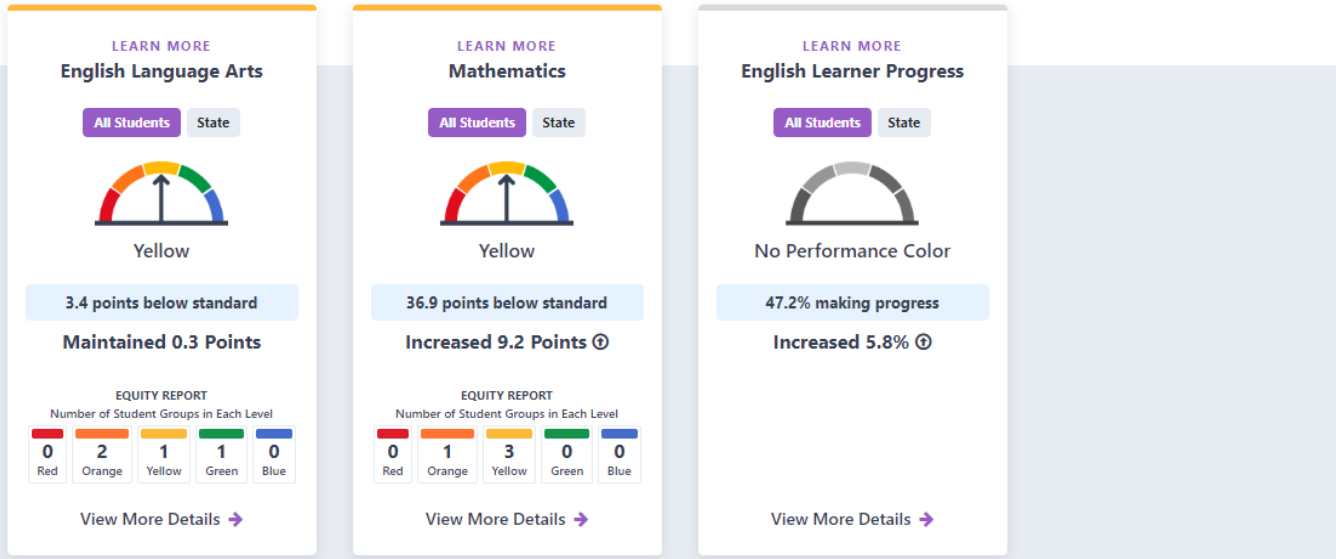 LEARN MORE
English Language Arts
All Students State
Yellow
3.4 points below standard
Maintained 0.3 Points
EQUITY REPORT
Number of Student Groups in Each Level
0 2 1 1 0
Red Orange Yellow Green Blue
View More Details
LEARN MORE
Mathematics
All Students State
Yellow
36.9 points below standard
Increased 9.2 Points
EQUITY REPORT
Number of Student Groups in Each Level
0 1 3 0 0
Red Orange Yellow Green Blue
View More Details
LEARN MORE
English Learner Progress
All Students State
No Performance Color
47.2% making progress
Increased 5.8%
View More Details